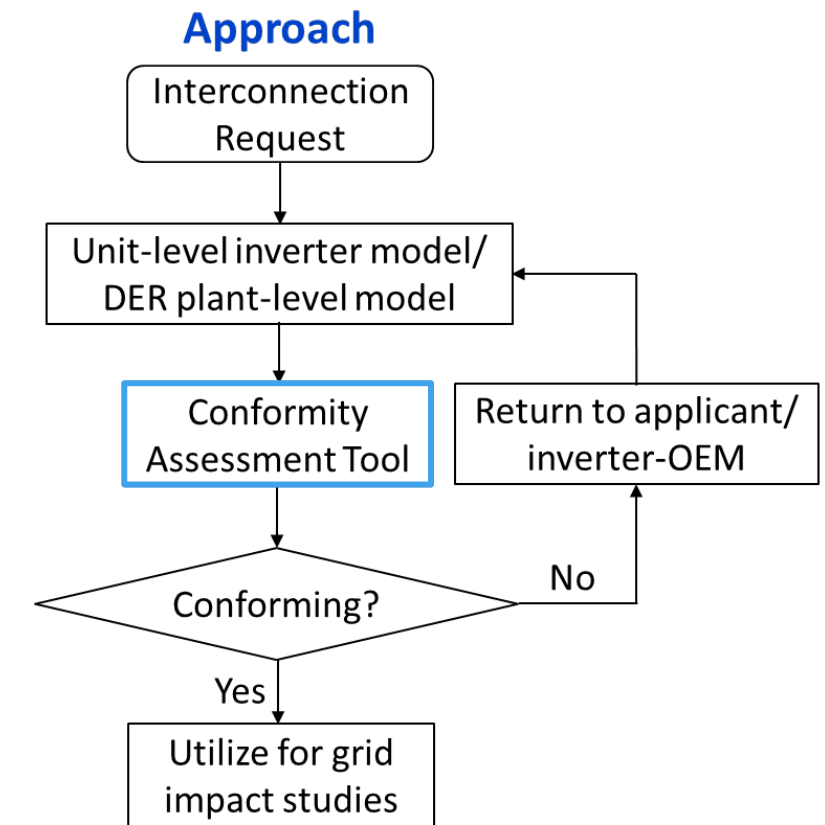 Approach
Interconnection
Request
Unit-level inverter model/
DER plant-level model
Conformity
Assessment Tool
Return to applicant/
inverter-OEM
Conforming?
No
Yes
Utilize for grid
impact studies